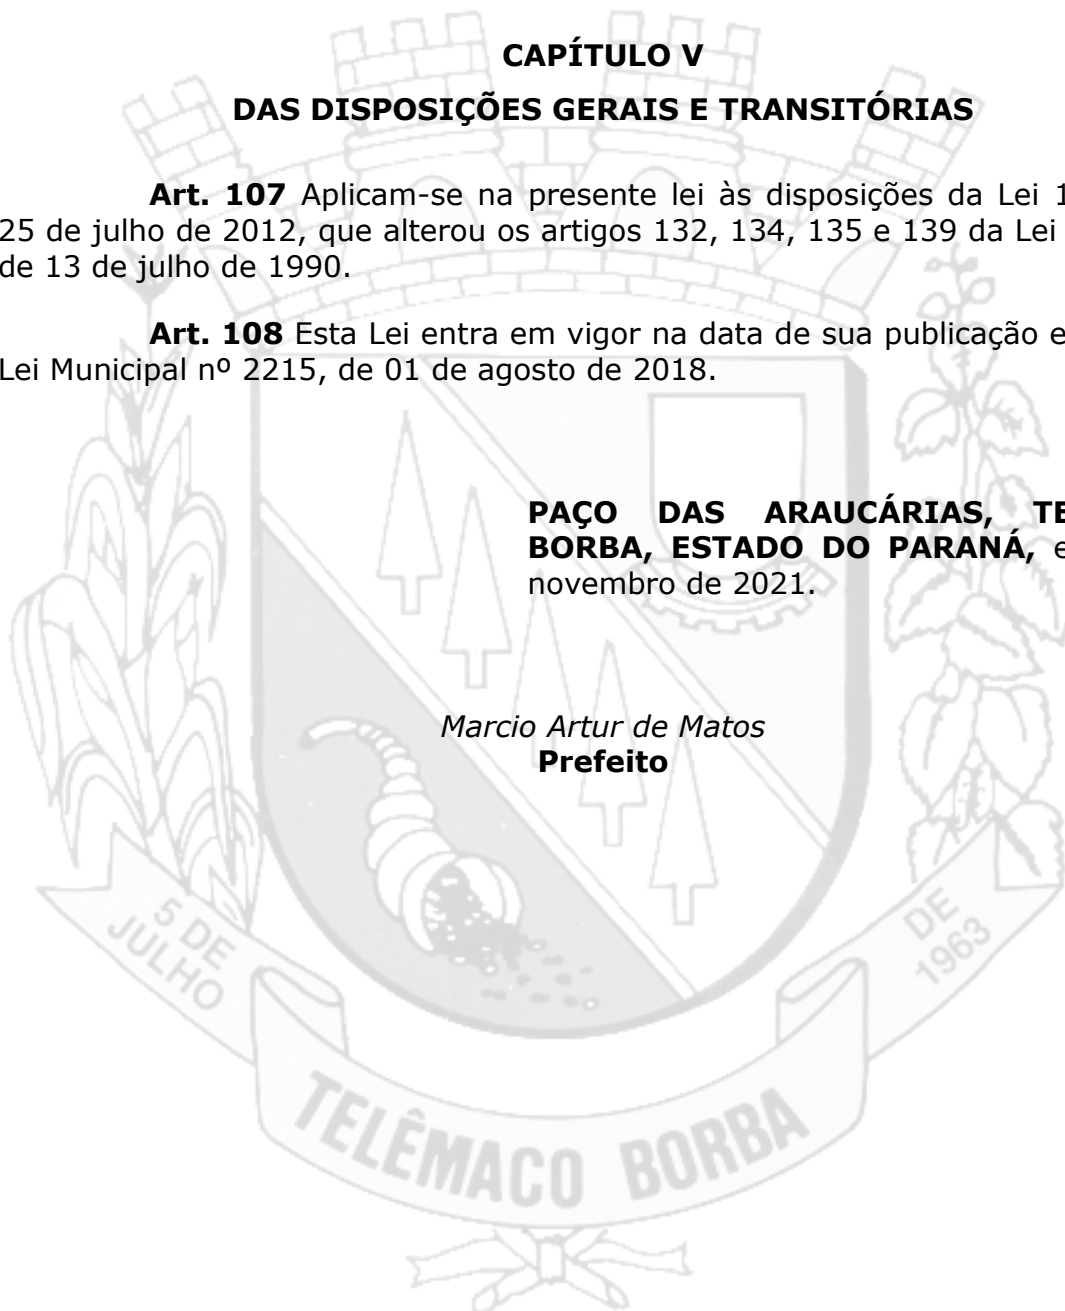 CAPÍTULO V
DAS DISPOSIÇÕES GERAIS E TRANSITÓRIAS
Art. 107 Aplicam-se na presente lei às disposições da Lei 1
25 de julho de 2012, que alterou os artigos 132, 134, 135 e 139 da Lei
de 13 de julho de 1990.
Art. 108 Esta Lei entra em vigor na data de sua publicação e
Lei Municipal nº 2215, de 01 de agosto de 2018.
PAÇO DAS ARAUCÁRIAS, TE
BORBA, ESTADO DO PARANÁ, e
novembro de 2021.
Marcio Artur de Matos
Prefeito
5 DE
JULHO
DE
1963
TELÊMACO BORBA